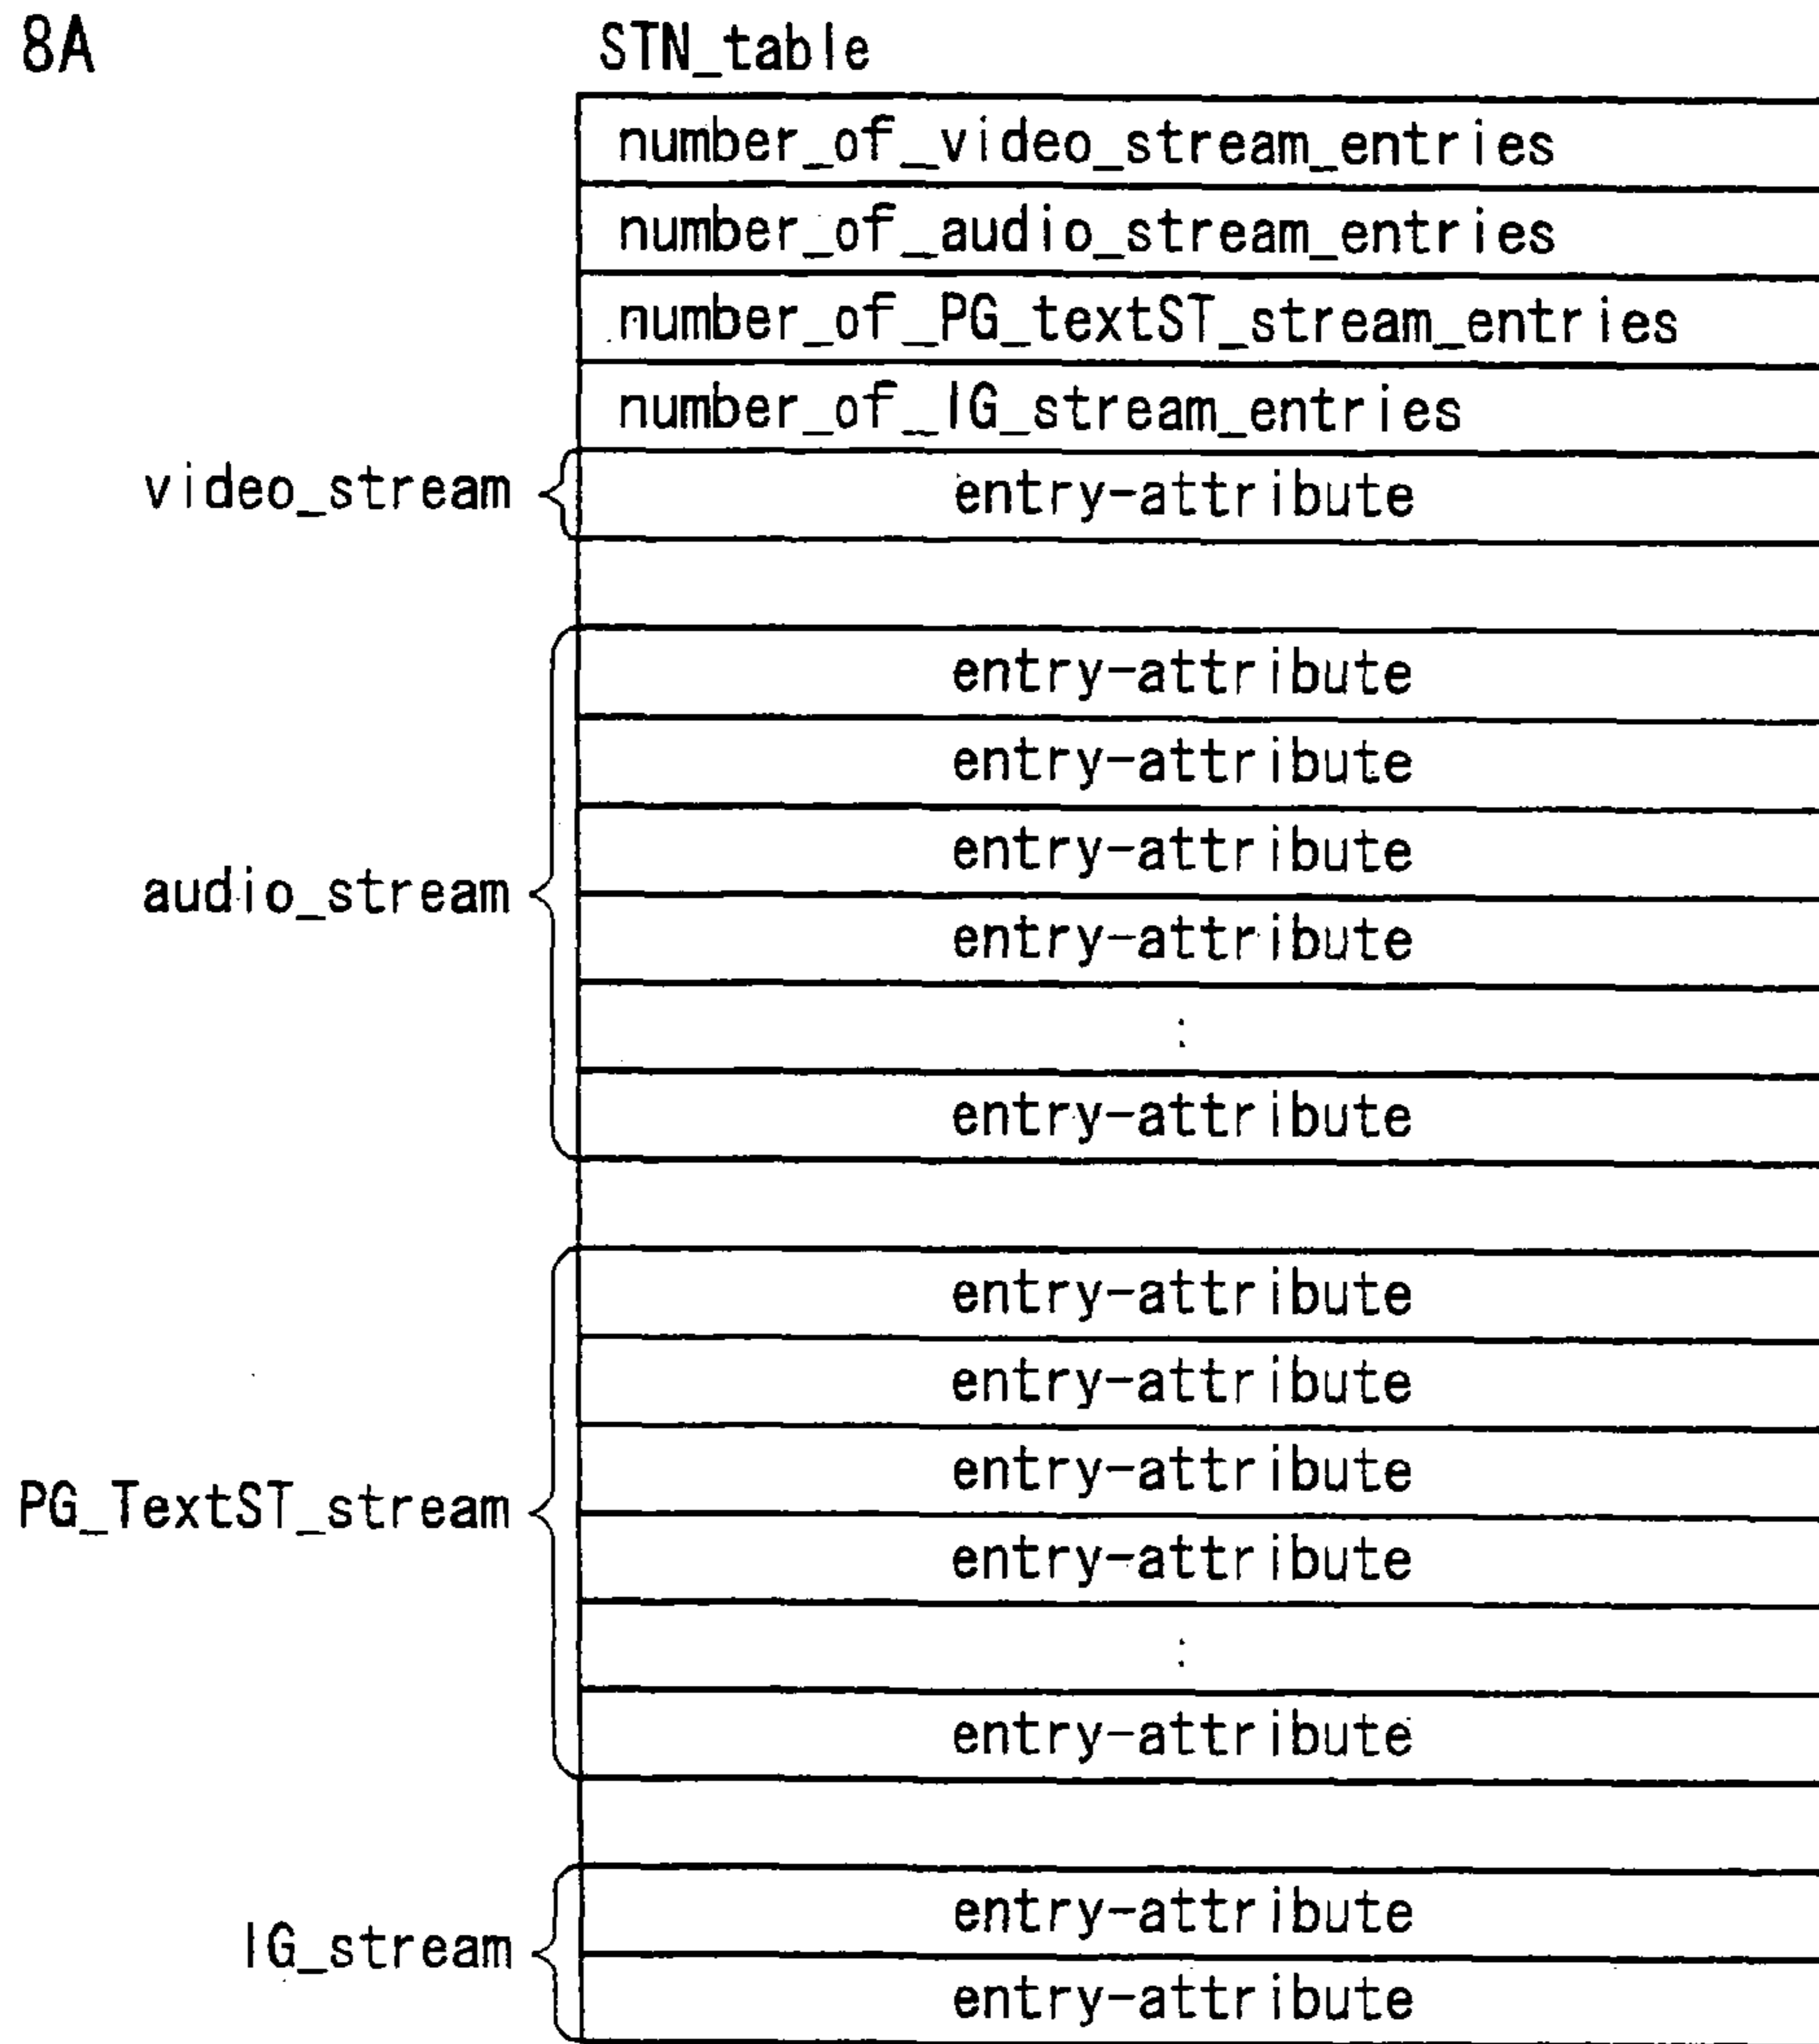 8A
STN_table
number_of_video_stream_entries
number_of_audio_stream_entries
number_of_PG_textST_stream_entries
number_of_IG_stream_entries
video_stream entry-attribute
entry-attribute
entry-attribute
entry-attribute
audio_stream
entry-attribute
:
entry-attribute
entry-attribute
entry-attribute
entry-attribute
PG_TextST_stream
entry-attribute
:
entry-attribute
entry-attribute
IG_stream
entry-attribute